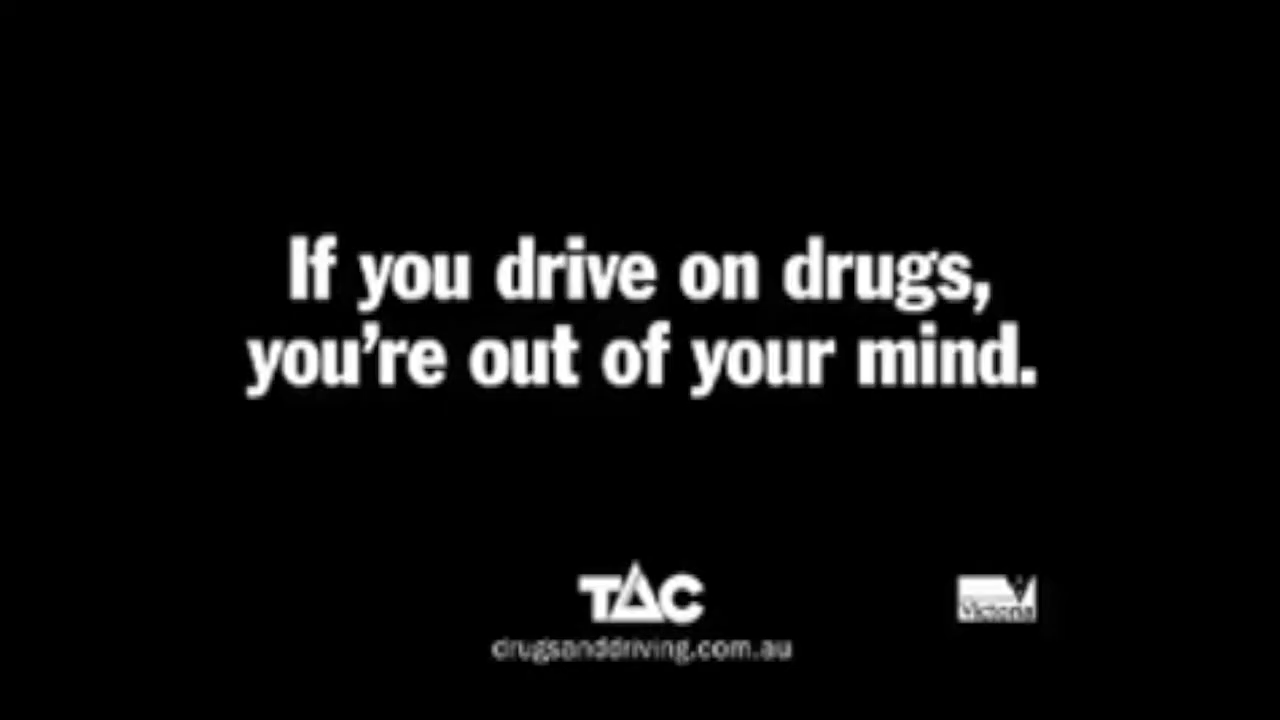 If you drive on drugs,
you're out of your mind.
TAC
Victoria
drugsanddriving.com.au